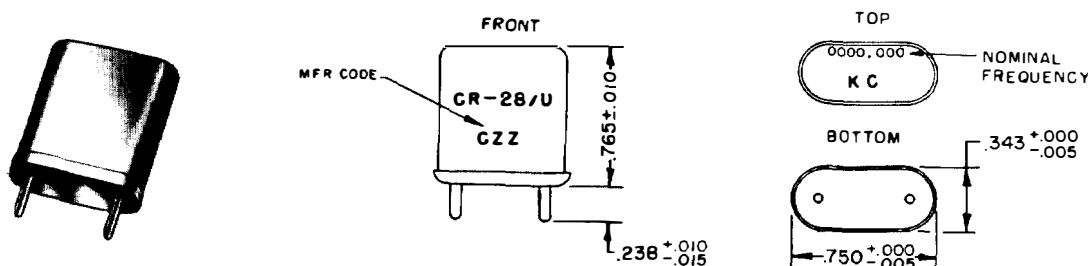 FRONT
MFR CODE
CR-28/U
CZZ
.765±.010
.238 +.010 -.015
TOP
0000.000
KC
NOMINAL
FREQUENCY
BOTTOM
.343 +.000 -.005
.750 +.000 -.005